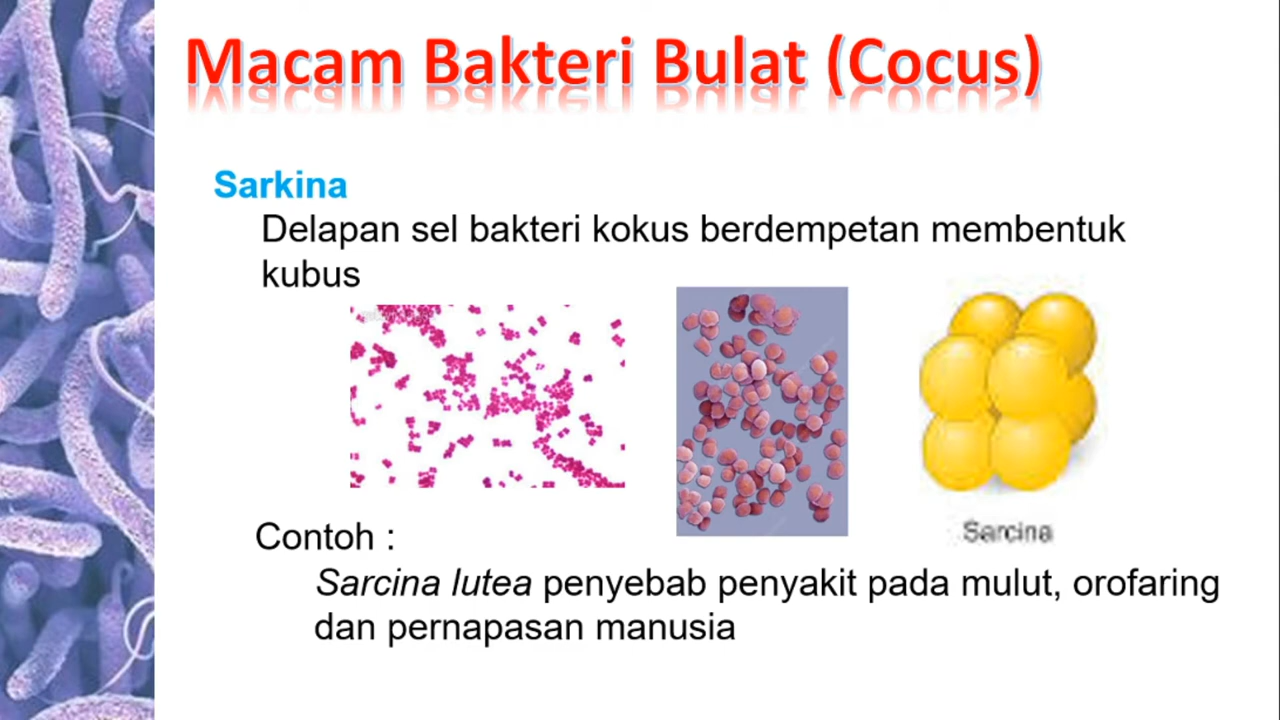 Macam Bakteri Bulat (Cocus)
Sarkina
Delapan sel bakteri kokus berdempetan membentuk
kubus
Sarcina
Contoh :
Sarcina lutea penyebab penyakit pada mulut, orofaring
dan pernapasan manusia